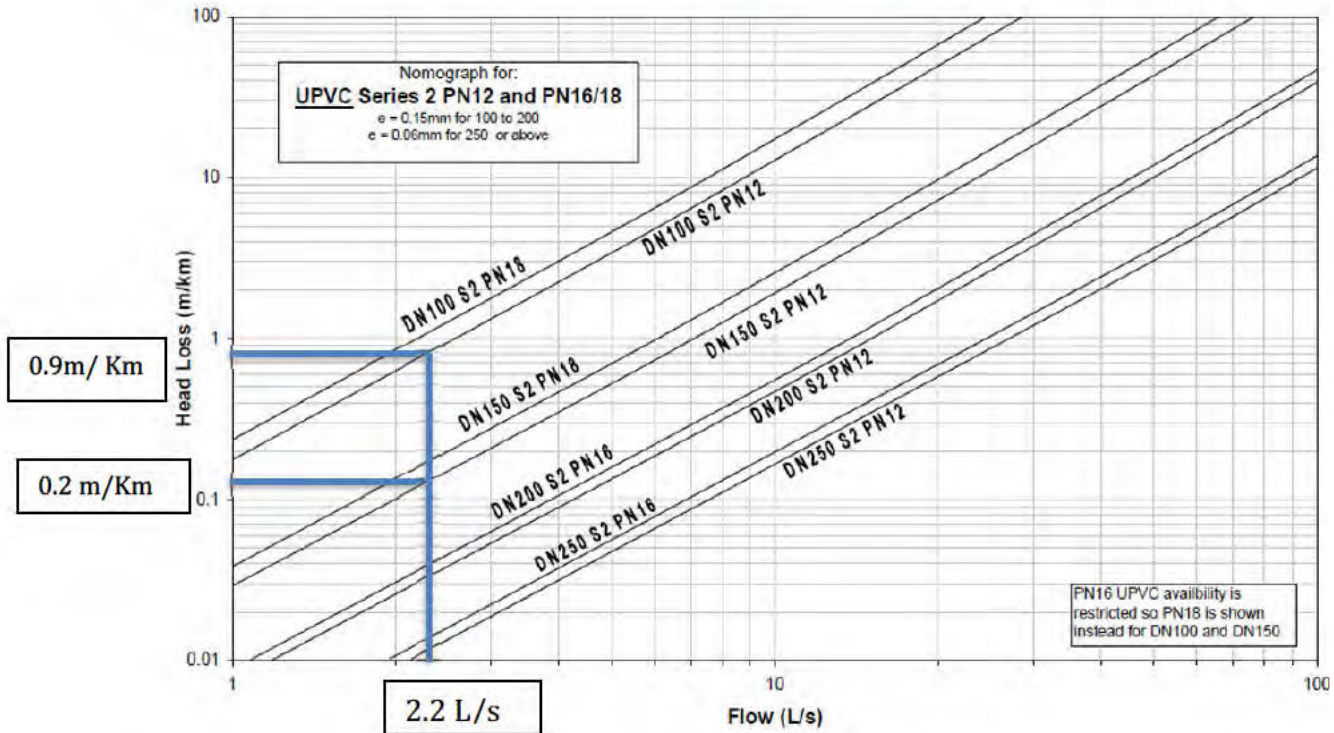 100
Nomograph for:
UPVC Series 2 PN12 and PN16/18
e = 0.15mm for 100 to 200
e = 0.06mm for 250 or above
10
DN100 S2 PN18
DN100 S2 PN12
1
0.9m/ Km
Head Loss (m/km)
DN150 S2 PN18
DN150 S2 PN12
0.2 m/Km
0.1
DN200 S2 PN16
DN200 S2 PN12
DN250 S2 PN16
DN250 S2 PN12
PN16 UPVC availbility is
restricted so PN18 is shown
instead for DN100 and DN150
0.01
1
10
100
2.2 L/s
Flow (L/s)